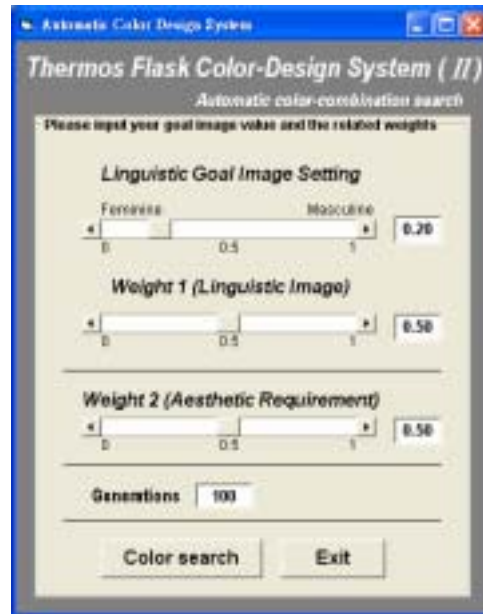 Automatic Color Design System
Thermos Flask Color-Design System ( II )
Automatic color-combination search
Please input your goal image value and the related weights
Linguistic Goal Image Setting
Feminine Masculine
0.20
0 0.5 1
Weight 1 (Linguistic Image)
0.50
0 0.5 1
Weight 2 (Aesthetic Requirement)
0.50
0 0.5 1
Generations 100
Color search Exit